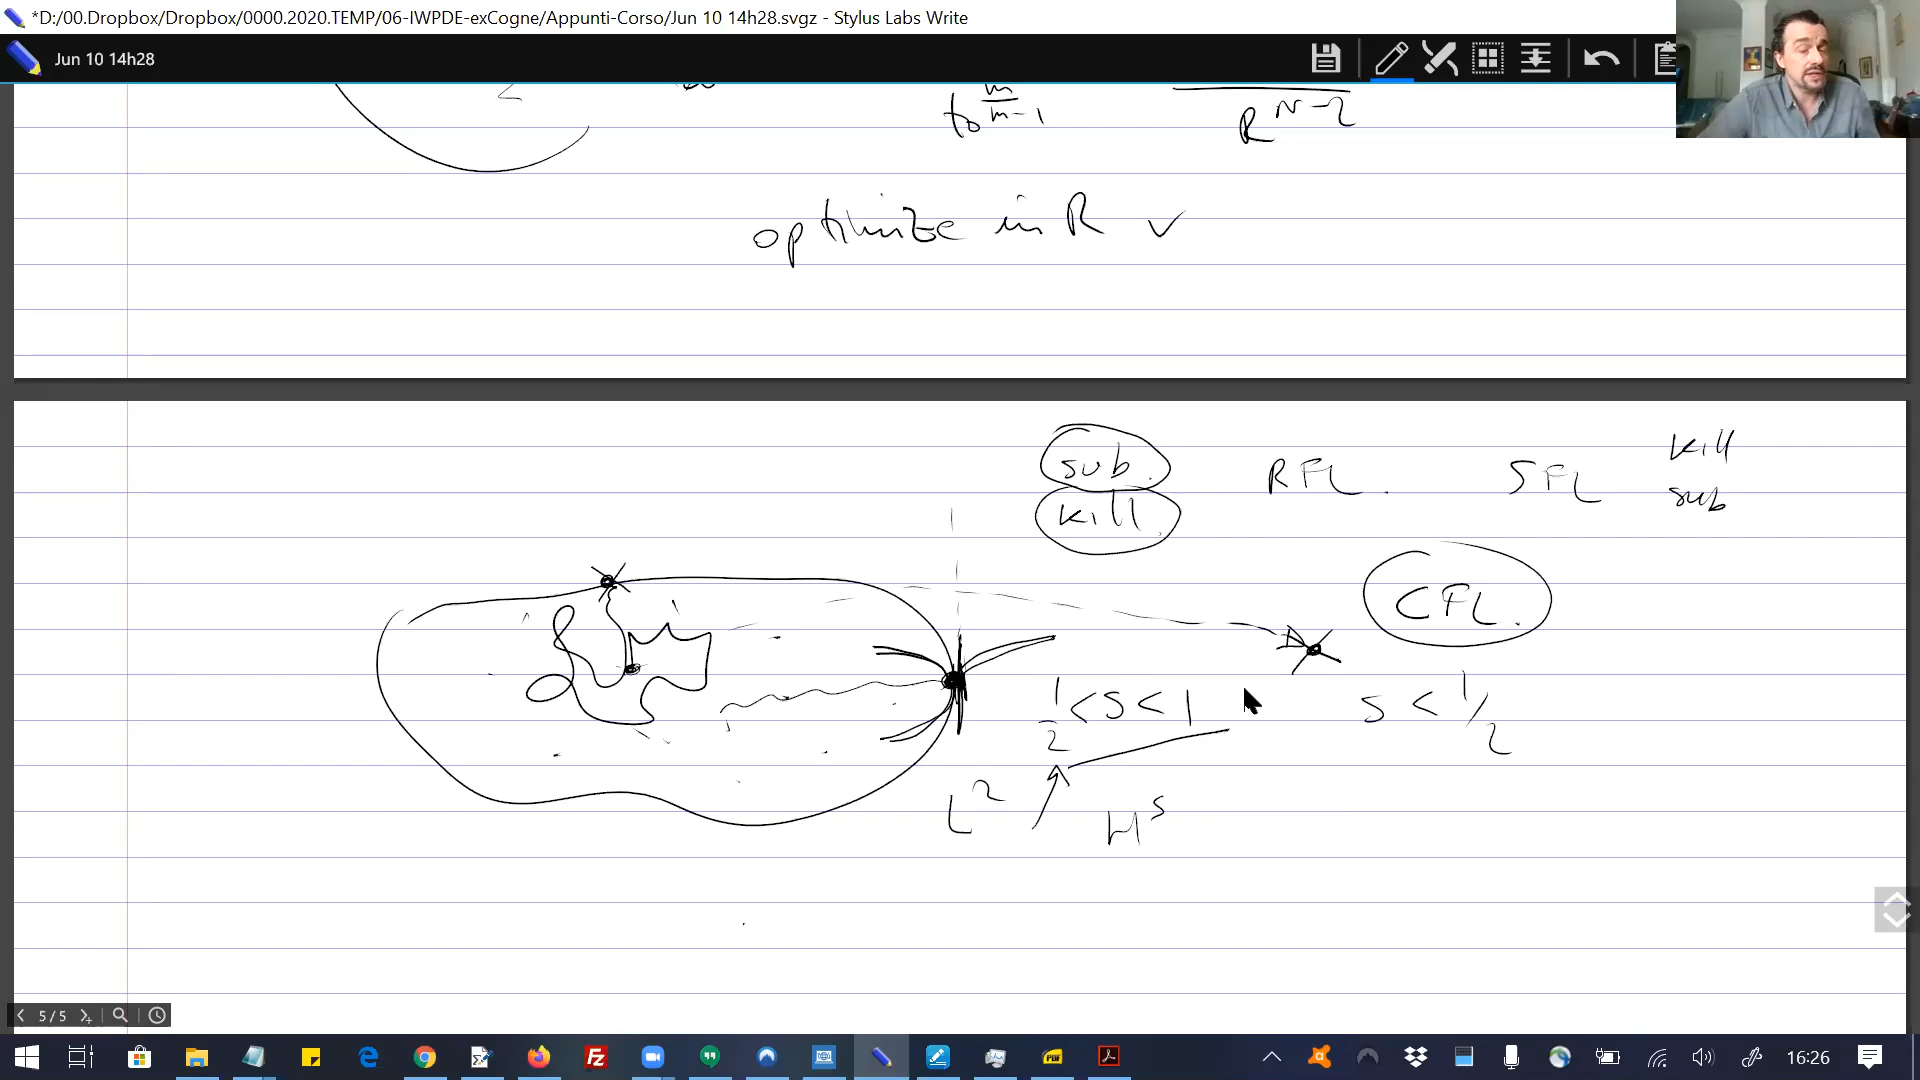 *D:/00.Dropbox/Dropbox/0000.2020.TEMP/06-IWPDE-exCogne/Appunti-Corso/Jun 10 14h28.svgz - Stylus Labs Write
Jun 10 14h28
to m/m-1
R^N-2
optimize in R ✓
sub. RFL. SFL kill
kill sub
CFL.
1/2 < s < 1 s < 1/2
L^2 H^s
5/5
16:26